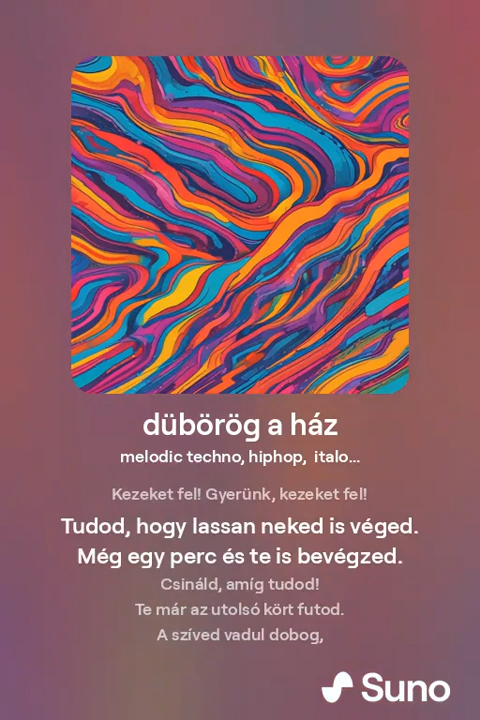 dübörög a ház
melodic techno, hiphop,  italo...
Kezeket fel! Gyerünk, kezeket fel!
Tudod, hogy lassan neked is véged.
Még egy perc és te is bevégzed.
Csináld, amíg tudod!
Te már az utolsó kört futod.
A szíved vadul dobog,
Suno